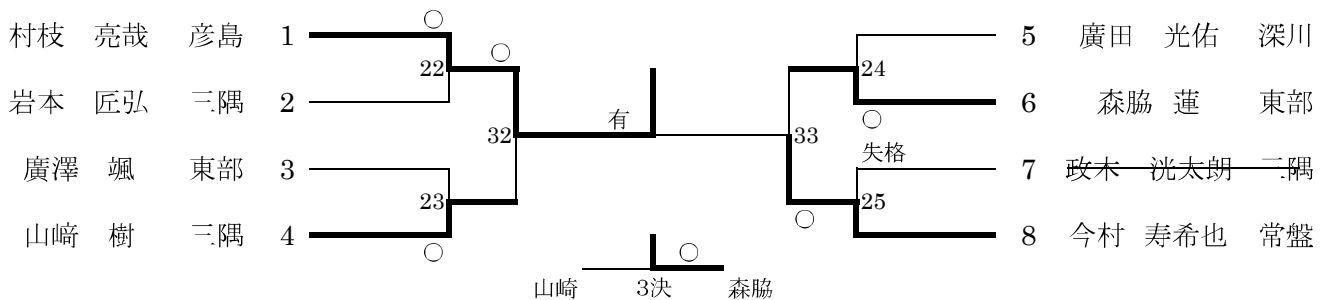 村枝 亮哉 彦島 1
岩本 匠弘 三隅 2
廣澤 颯 東部 3
山﨑 樹 三隅 4
○
22
○
32
23
○
有
5 廣田 光佑 深川
6 森脇 蓮 東部
7 政木 洸太朗 三隅
8 今村 寿希也 常盤
24
○
33
失格
25
○
○
山崎 3決 森脇